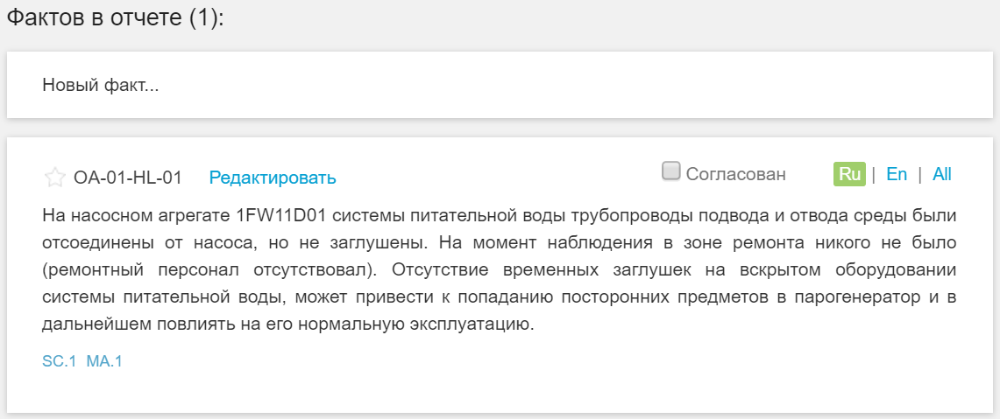 Фактов в отчете (1):
Новый факт...
OA-01-HL-01 Редактировать Согласован Ru | En | All
На насосном агрегате 1FW11D01 системы питательной воды трубопроводы подвода и отвода среды были
отсоединены от насоса, но не заглушены. На момент наблюдения в зоне ремонта никого не было
(ремонтный персонал отсутствовал). Отсутствие временных заглушек на вскрытом оборудовании
системы питательной воды, может привести к попаданию посторонних предметов в парогенератор и в
дальнейшем повлиять на его нормальную эксплуатацию.
SC.1 MA.1